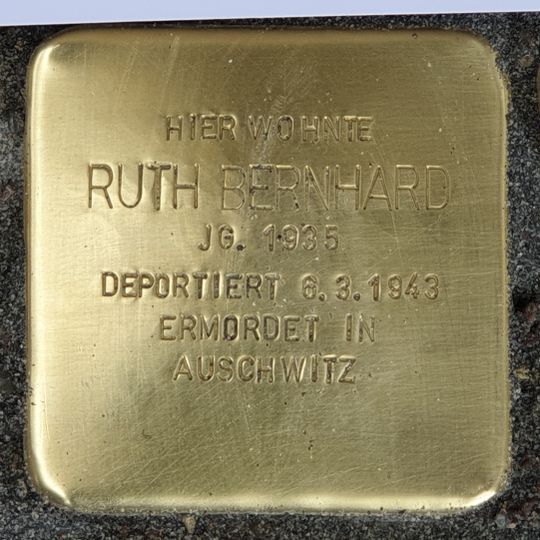 HIER WOHNTE
RUTH BERNHARD
JG. 1935
DEPORTIERT 6.3.1943
ERMORDET IN
AUSCHWITZ